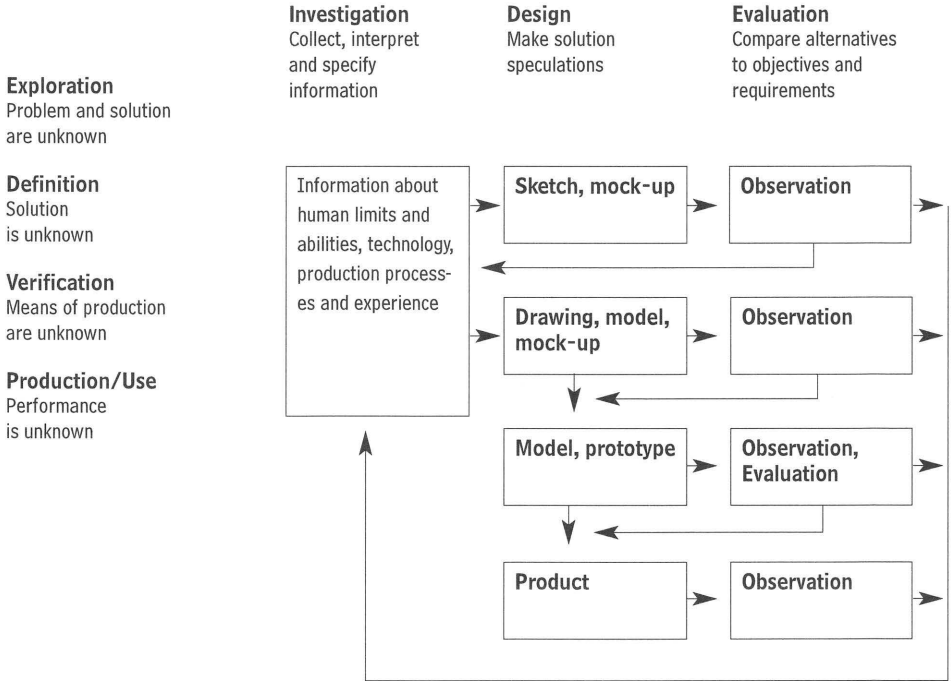 Investigation
Collect, interpret
and specify
information
Design
Make solution
speculations
Evaluation
Compare alternatives
to objectives and
requirements
Exploration
Problem and solution
are unknown
Definition
Solution
is unknown
Verification
Means of production
are unknown
Production/Use
Performance
is unknown
Information about
human limits and
abilities, technology,
production process-
es and experience
Sketch, mock-up
Observation
Drawing, model,
mock-up
Observation
Model, prototype
Observation,
Evaluation
Product
Observation